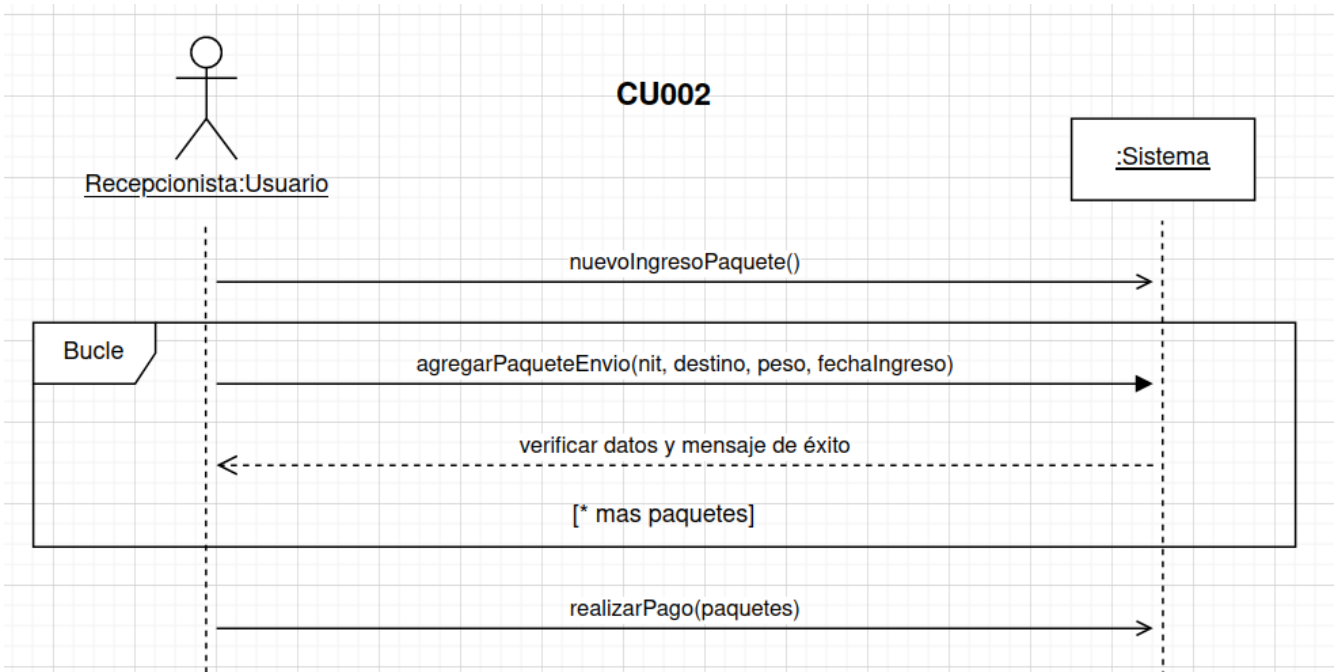 CU002
Recepcionista:Usuario
:Sistema
nuevoIngresoPaquete()
Bucle
agregarPaqueteEnvio(nit, destino, peso, fechaIngreso)
verificar datos y mensaje de éxito
[* mas paquetes]
realizarPago(paquetes)